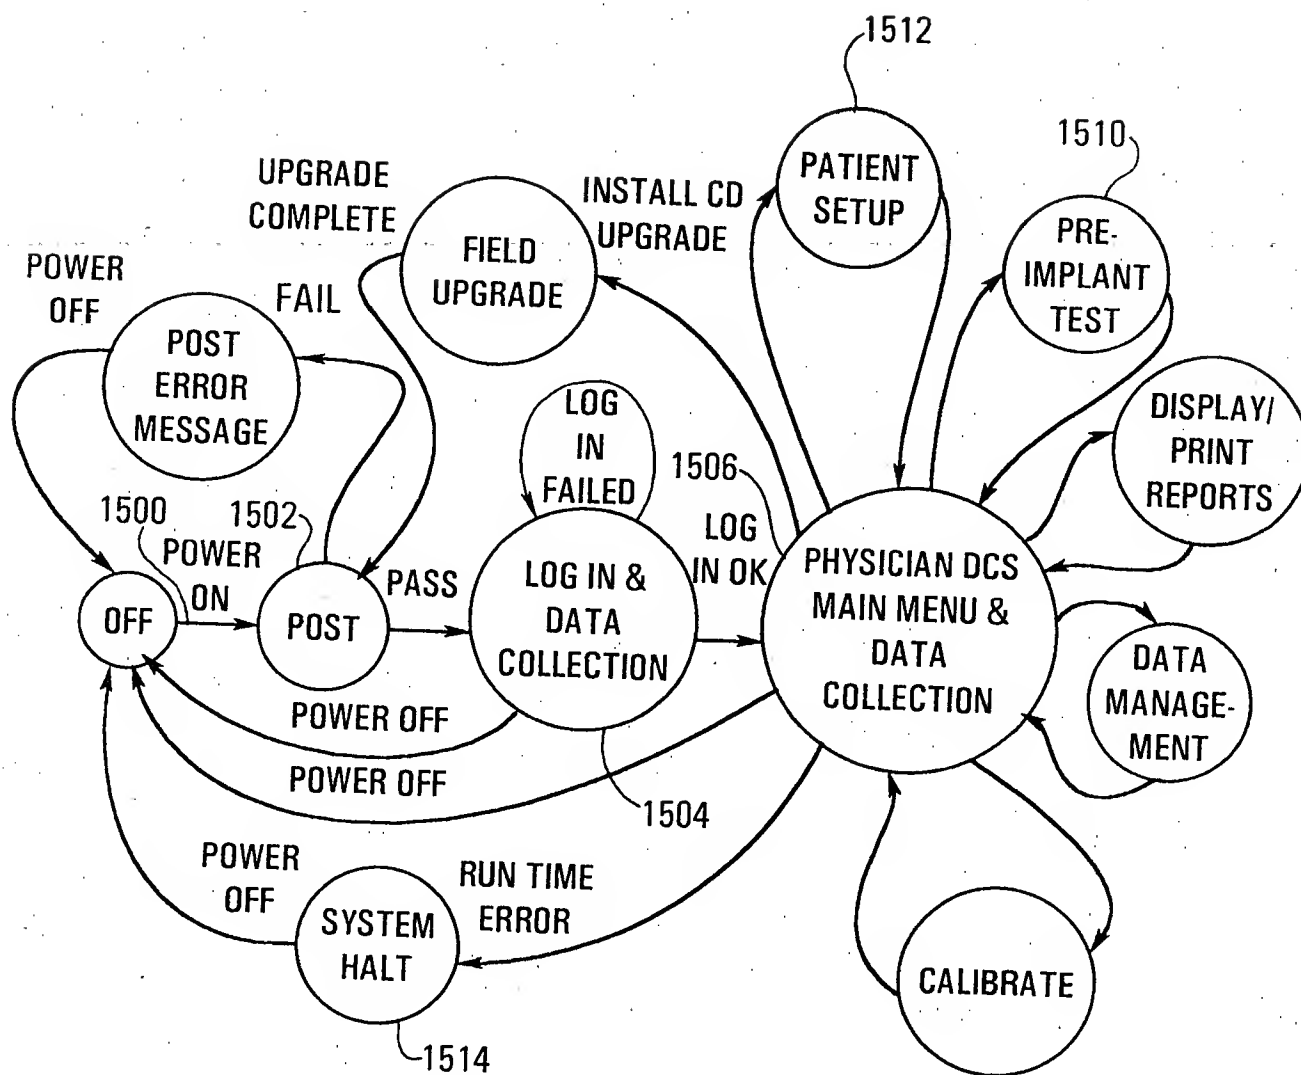 1512
1510
PATIENT
SETUP
PRE-
IMPLANT
TEST
UPGRADE
COMPLETE
INSTALL CD
UPGRADE
FIELD
UPGRADE
POWER
OFF
FAIL
POST
ERROR
MESSAGE
DISPLAY/
PRINT
REPORTS
LOG
IN
FAILED
1506
LOG
IN OK
1500
1502
POWER
ON
PASS
OFF
POST
LOG IN &
DATA
COLLECTION
PHYSICIAN DCS
MAIN MENU &
DATA
COLLECTION
DATA
MANAGE-
MENT
POWER OFF
POWER OFF
1504
POWER
OFF
RUN TIME
ERROR
SYSTEM
HALT
CALIBRATE
1514